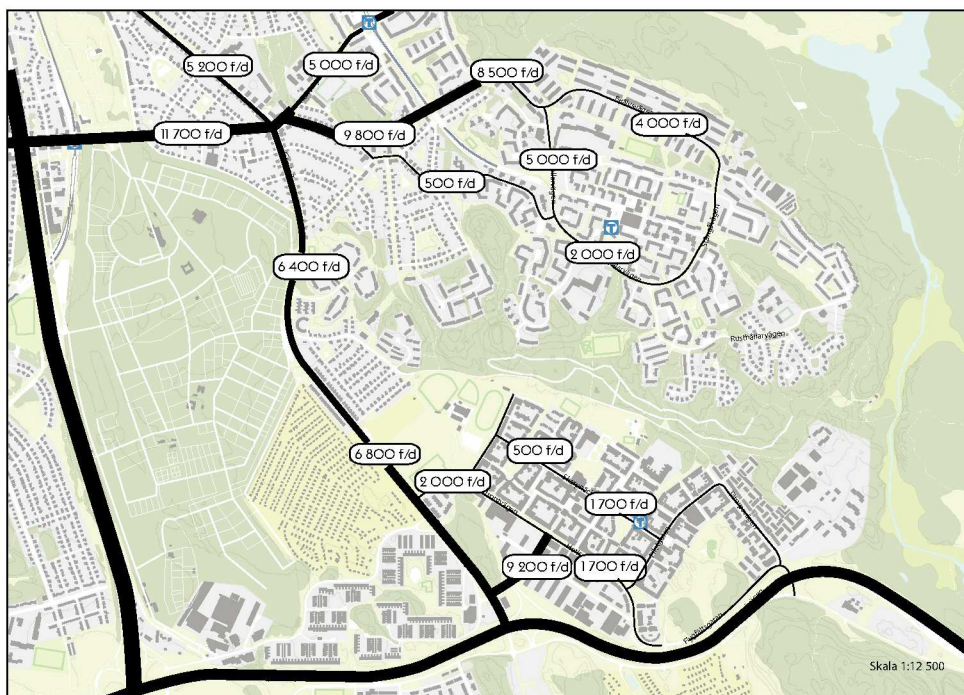 5 200 f/d
5 000 f/d
8 500 f/d
11 700 f/d
9 800 f/d
4 000 f/d
5 000 f/d
500 f/d
2 000 f/d
6 400 f/d
Rusthållarvägen
6 800 f/d
500 f/d
2 000 f/d
1 700 f/d
9 200 f/d
1 700 f/d
Skala 1:12 500